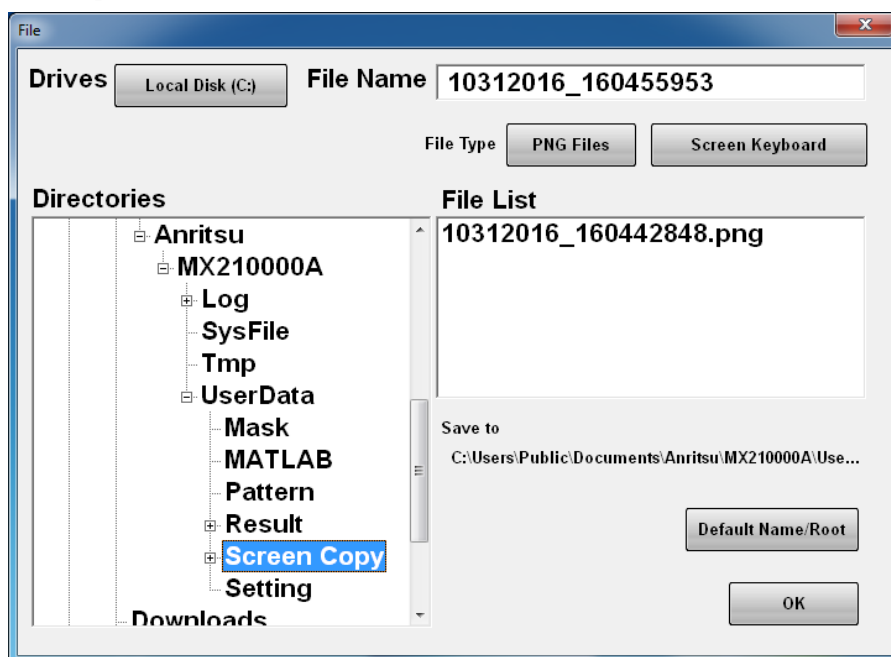 File
Drives
Local Disk (C:)
File Name
10312016_160455953
File Type
PNG Files
Screen Keyboard
Directories
Anritsu
MX210000A
Log
SysFile
Tmp
UserData
Mask
MATLAB
Pattern
Result
Screen Copy
Setting
Downloads
File List
10312016_160442848.png
Save to
C:\Users\Public\Documents\Anritsu\MX210000A\Use...
Default Name/Root
OK